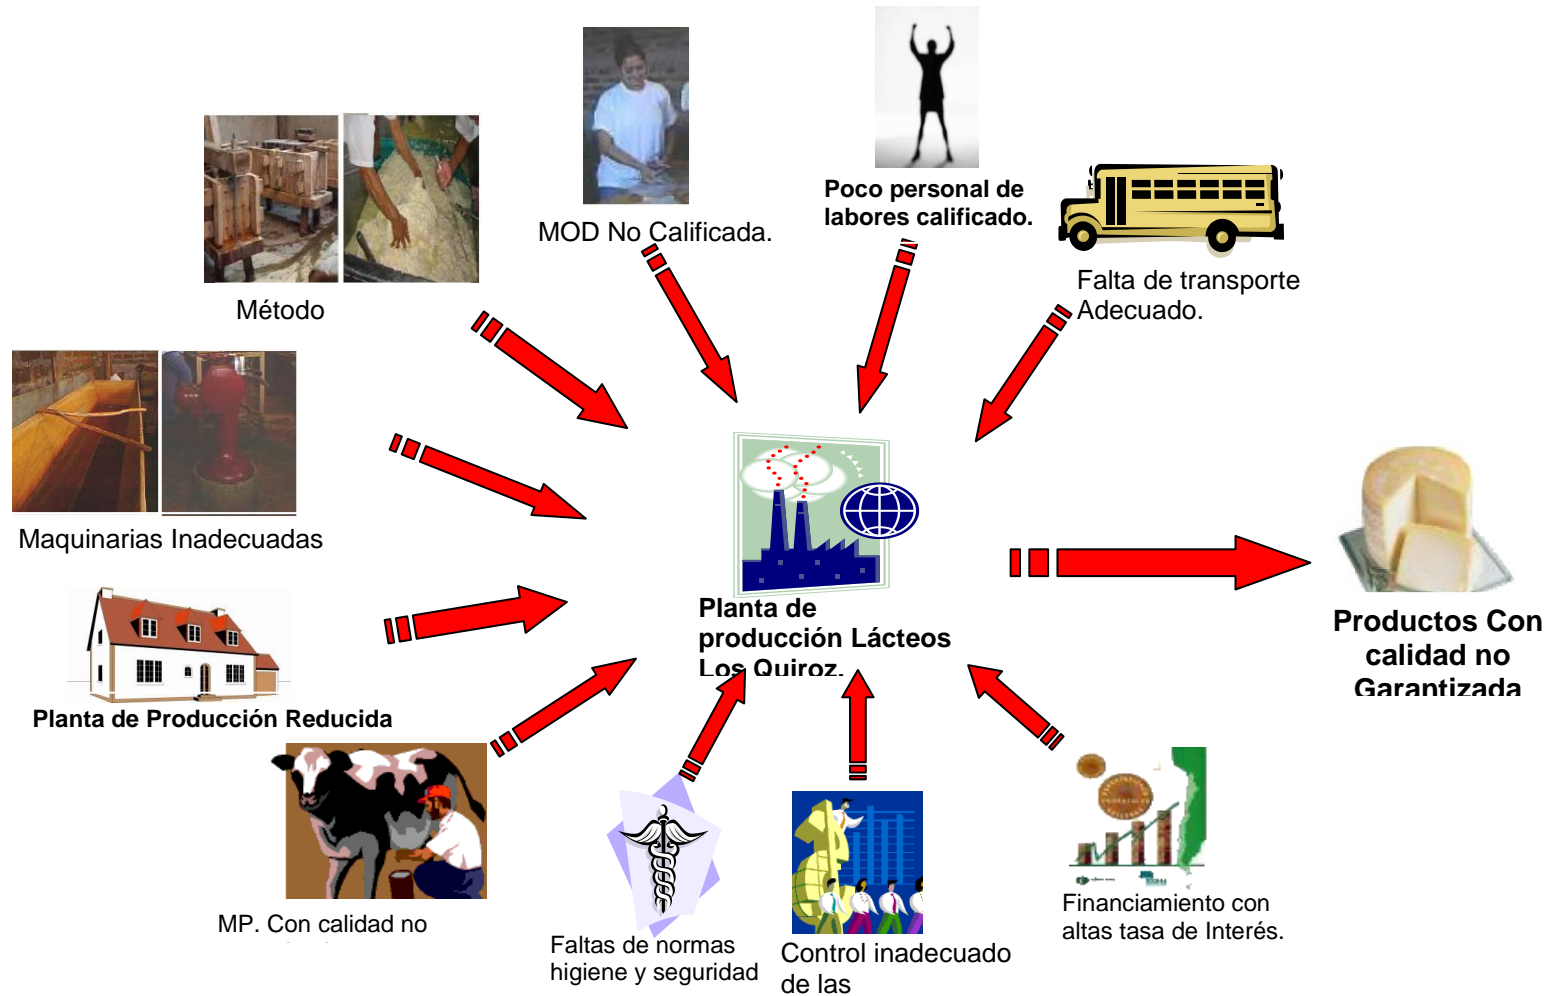 Poco personal de
labores calificado.
MOD No Calificada.
Falta de transporte
Adecuado.
Método
Maquinarias Inadecuadas
Planta de
producción Lácteos
Los Quiroz.
Productos Con
calidad no
Garantizada
Planta de Producción Reducida
MP. Con calidad no
Faltas de normas
higiene y seguridad
Control inadecuado
de las
Financiamiento con
altas tasa de Interés.